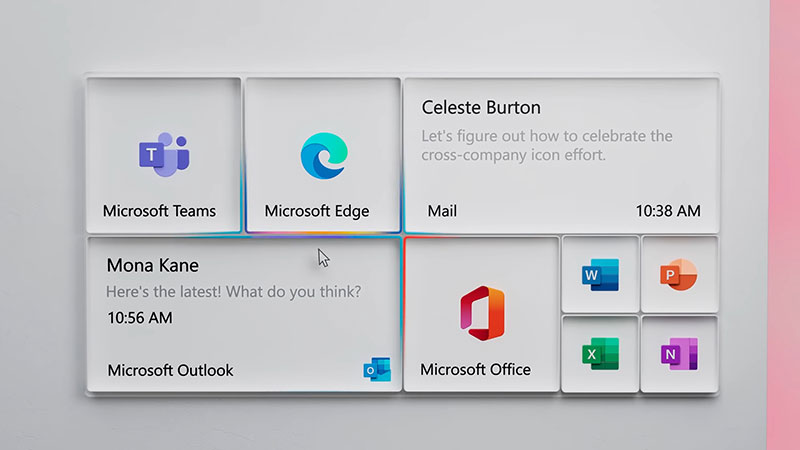 Microsoft Teams
Microsoft Edge
Celeste Burton
Let's figure out how to celebrate the
cross-company icon effort.
Mail
10:38 AM
Mona Kane
Here's the latest! What do you think?
10:56 AM
Microsoft Outlook
Microsoft Office
T
O
W
P
X
N